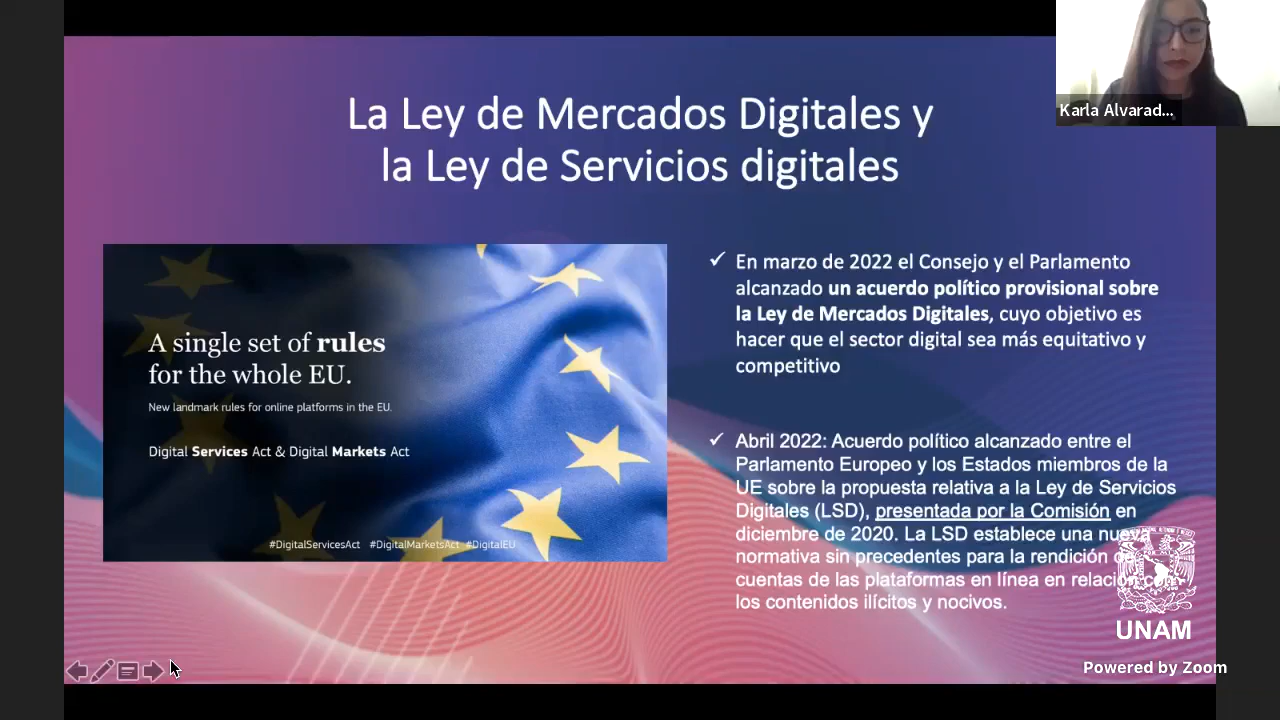 La Ley de Mercados Digitales y
la Ley de Servicios digitales
Karla Alvarad...
A single set of rules
for the whole EU.
New landmark rules for online platforms in the EU.
Digital Services Act & Digital Markets Act
#DigitalServicesAct #DigitalMarketsAct #DigitalEU
✓ En marzo de 2022 el Consejo y el Parlamento
alcanzado un acuerdo político provisional sobre
la Ley de Mercados Digitales, cuyo objetivo es
hacer que el sector digital sea más equitativo y
competitivo
✓ Abril 2022: Acuerdo político alcanzado entre el
Parlamento Europeo y los Estados miembros de la
UE sobre la propuesta relativa a la Ley de Servicios
Digitales (LSD), presentada por la Comisión en
diciembre de 2020. La LSD establece una nueva
normativa sin precedentes para la rendición de
cuentas de las plataformas en línea en relación con
los contenidos ilícitos y nocivos.
UNAM
Powered by Zoom